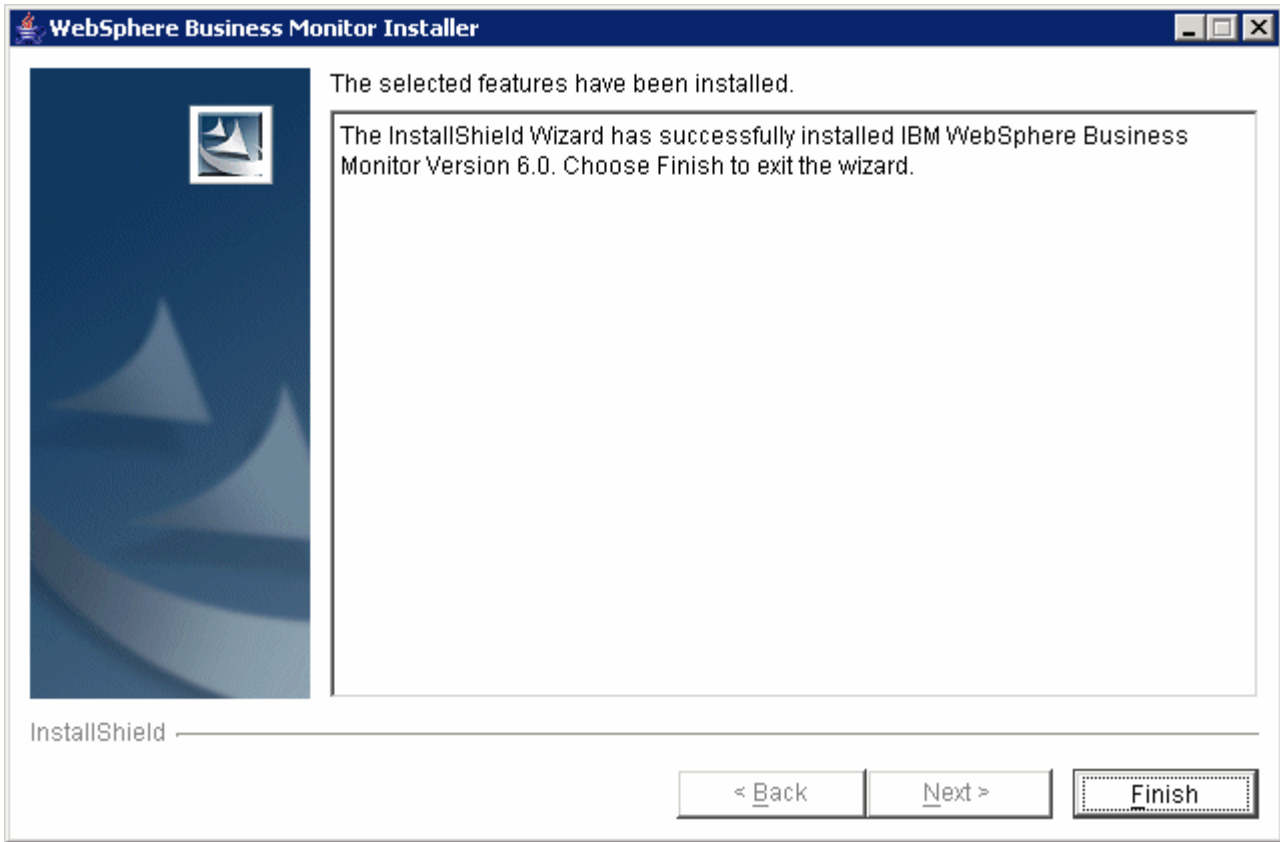 WebSphere Business Monitor Installer
The selected features have been installed.
The InstallShield Wizard has successfully installed IBM WebSphere Business
Monitor Version 6.0. Choose Finish to exit the wizard.
InstallShield
< Back
Next >
Finish